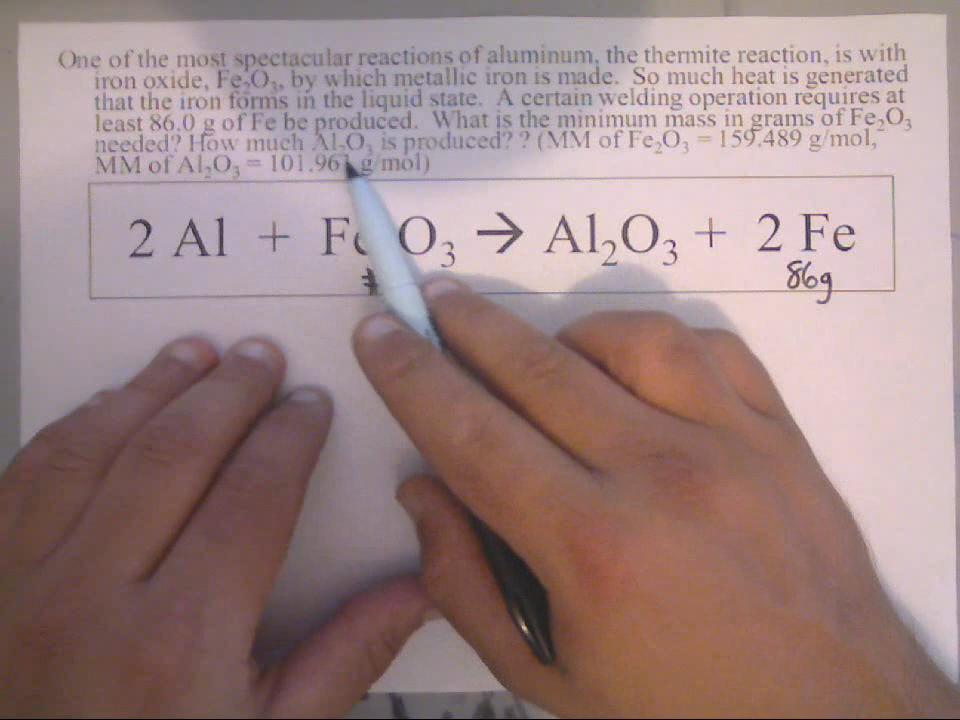 One of the most spectacular reactions of aluminum, the thermite reaction, is with
iron oxide, Fe₂O₃, by which metallic iron is made. So much heat is generated
that the iron forms in the liquid state. A certain welding operation requires at
least 86.0 g of Fe be produced. What is the minimum mass in grams of Fe₂O₃
needed? How much Al₂O₃ is produced? ? (MM of Fe₂O₃ = 159.489 g/mol,
MM of Al₂O₃ = 101.961 g/mol)
2 Al + Fe O₃ → Al₂O₃ + 2 Fe
86g